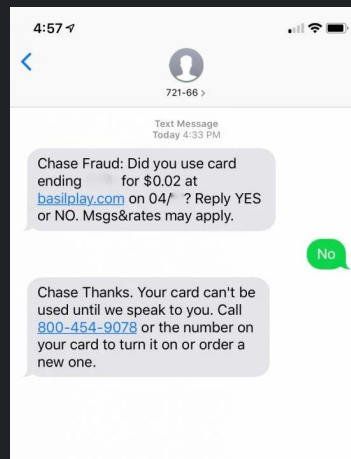 4:57
721-66 >
Text Message
Today 4:33 PM
Chase Fraud: Did you use card
ending for $0.02 at
basilplay.com on 04/ ? Reply YES
or NO. Msgs&rates may apply.
No
Chase Thanks. Your card can't be
used until we speak to you. Call
800-454-9078 or the number on
your card to turn it on or order a
new one.